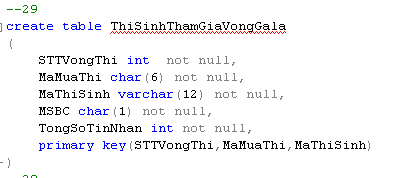 --29
create table ThiSinhThamGiaVongGala
(
STTVongThi int  not null,
MaMuaThi char(6) not null,
MaThiSinh varchar(12) not null,
MSBC char(1) not null,
TongSoTinNhan int not null,
primary key(STTVongThi,MaMuaThi,MaThiSinh)
)